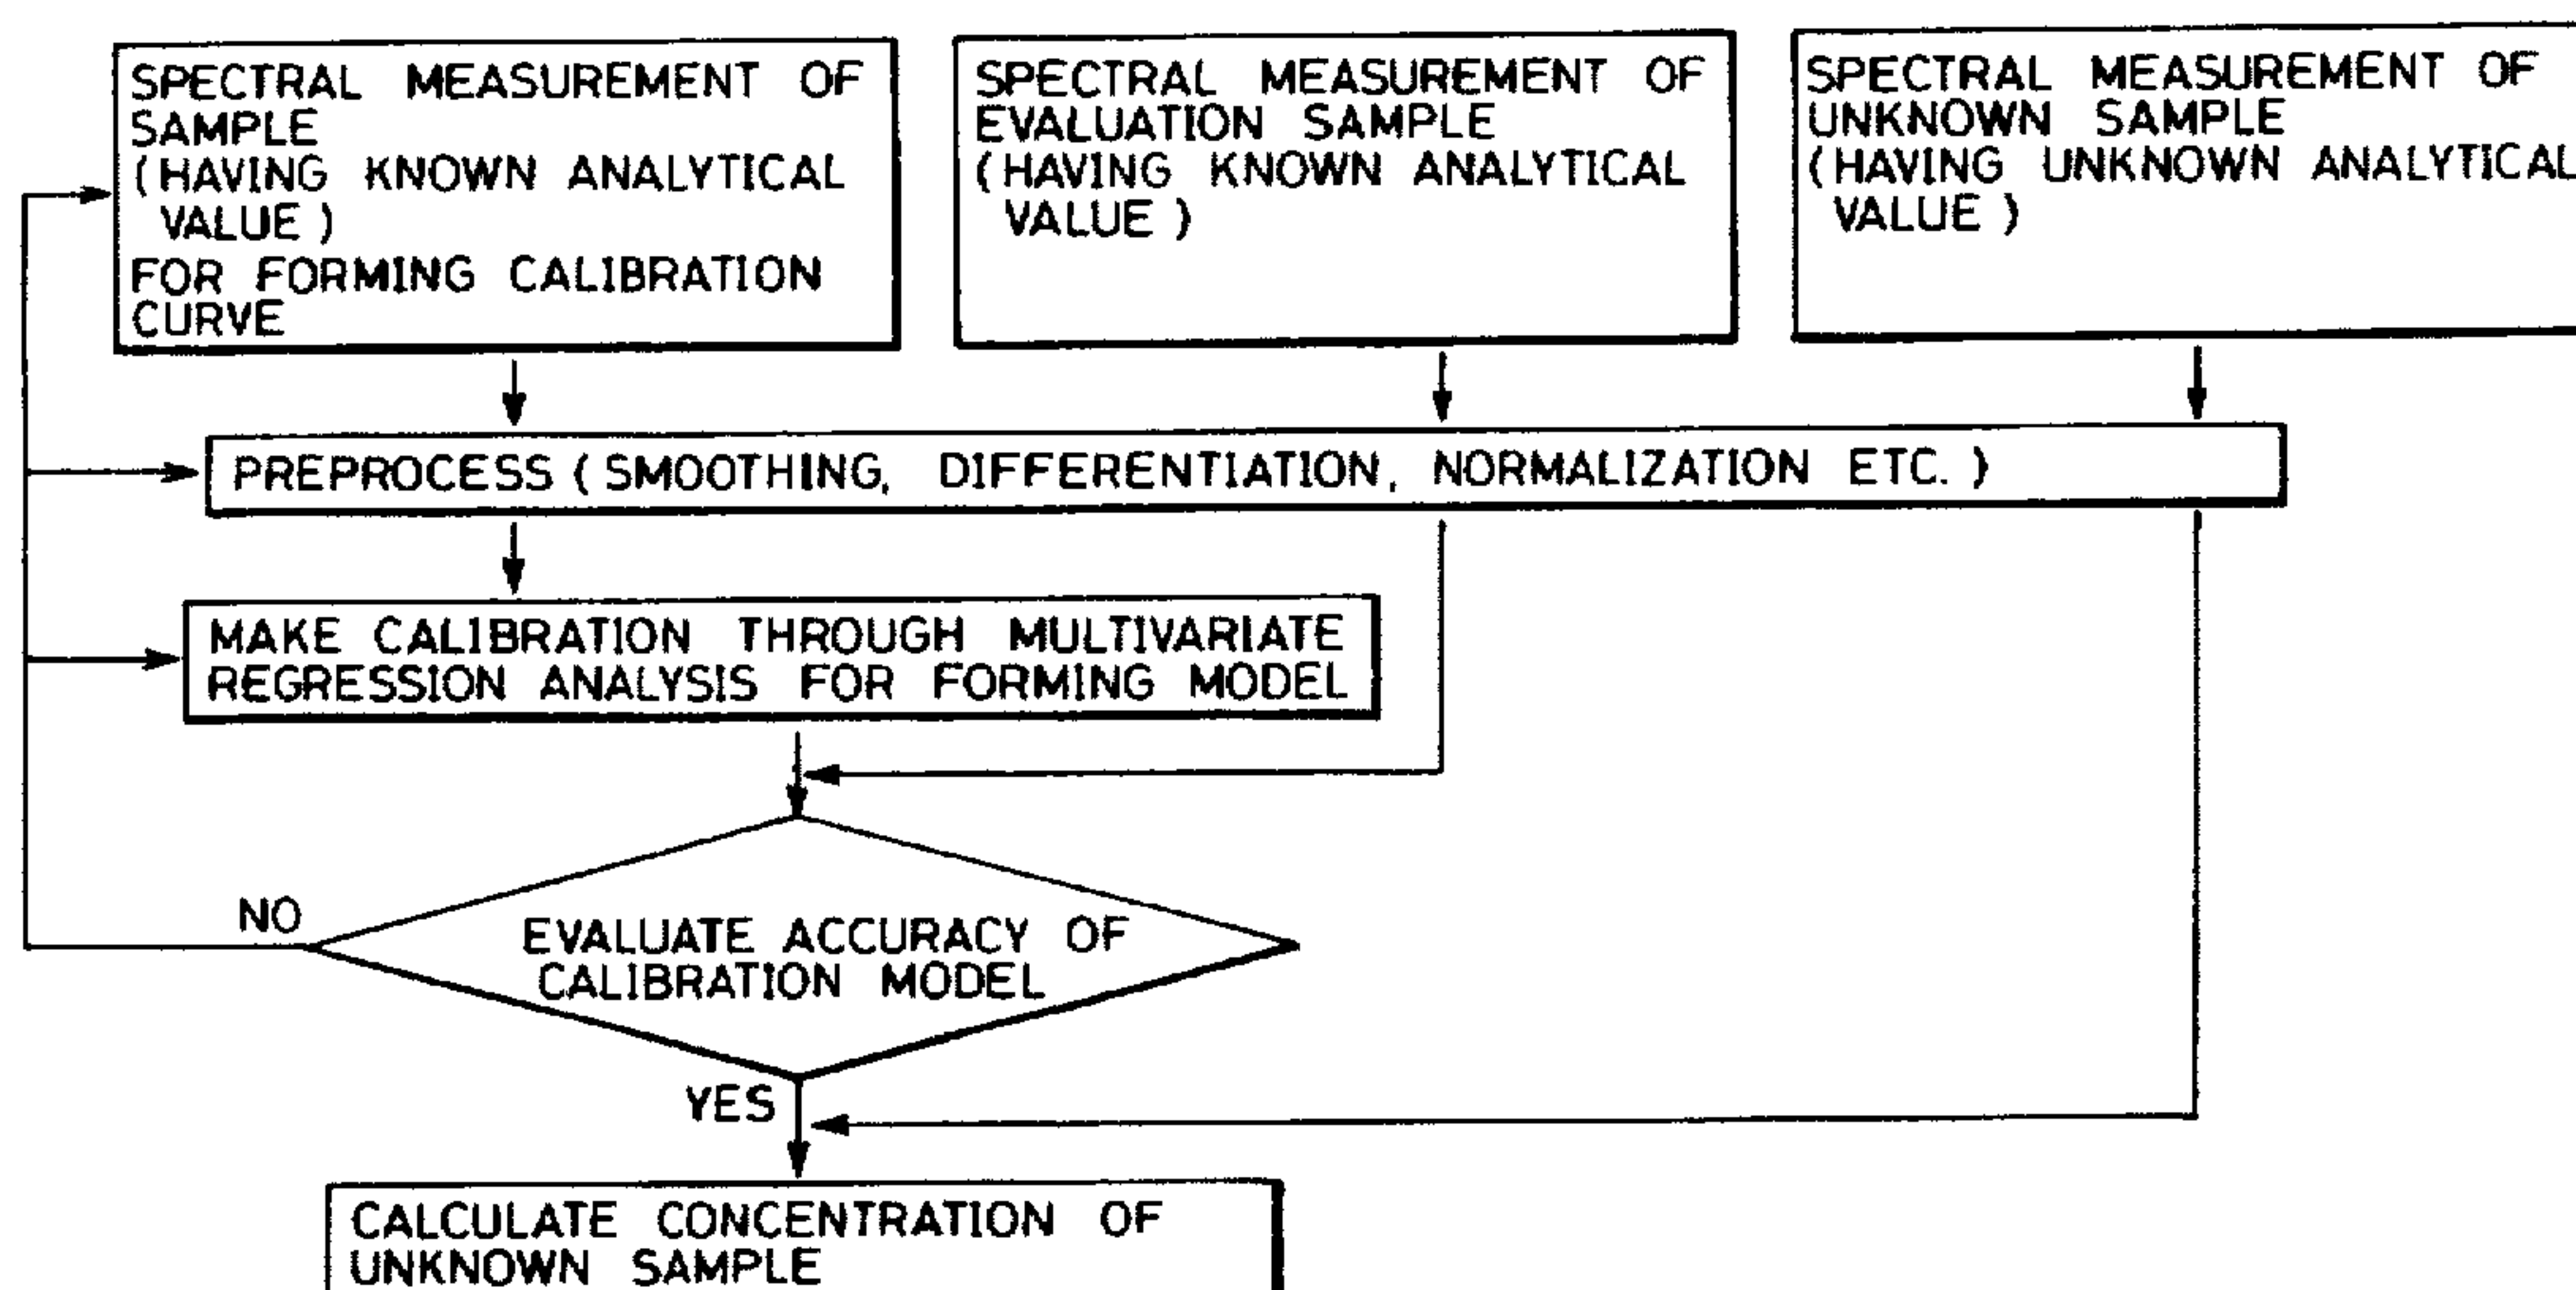 SPECTRAL MEASUREMENT OF
SAMPLE
(HAVING KNOWN ANALYTICAL
VALUE)
FOR FORMING CALIBRATION
CURVE
SPECTRAL MEASUREMENT OF
EVALUATION SAMPLE
(HAVING KNOWN ANALYTICAL
VALUE)
SPECTRAL MEASUREMENT OF
UNKNOWN SAMPLE
(HAVING UNKNOWN ANALYTICAL
VALUE)
PREPROCESS (SMOOTHING, DIFFERENTIATION, NORMALIZATION ETC.)
MAKE CALIBRATION THROUGH MULTIVARIATE
REGRESSION ANALYSIS FOR FORMING MODEL
NO
EVALUATE ACCURACY OF
CALIBRATION MODEL
YES
CALCULATE CONCENTRATION OF
UNKNOWN SAMPLE